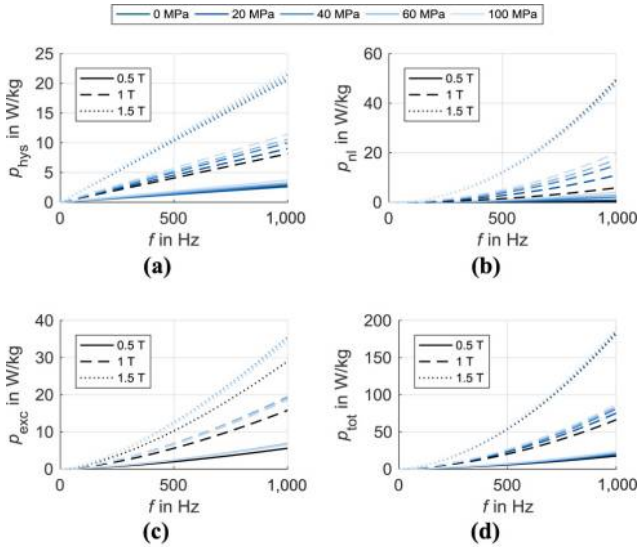 0 MPa 20 MPa 40 MPa 60 MPa 100 MPa
25
20
15
10
5
0
p_hys in W/kg
0.5 T
1 T
1.5 T
0 500 1,000
f in Hz
(a)
60
40
20
0
p_nl in W/kg
0.5 T
1 T
1.5 T
0 500 1,000
f in Hz
(b)
40
30
20
10
0
p_exc in W/kg
0.5 T
1 T
1.5 T
0 500 1,000
f in Hz
(c)
200
150
100
50
0
p_tot in W/kg
0.5 T
1 T
1.5 T
0 500 1,000
f in Hz
(d)